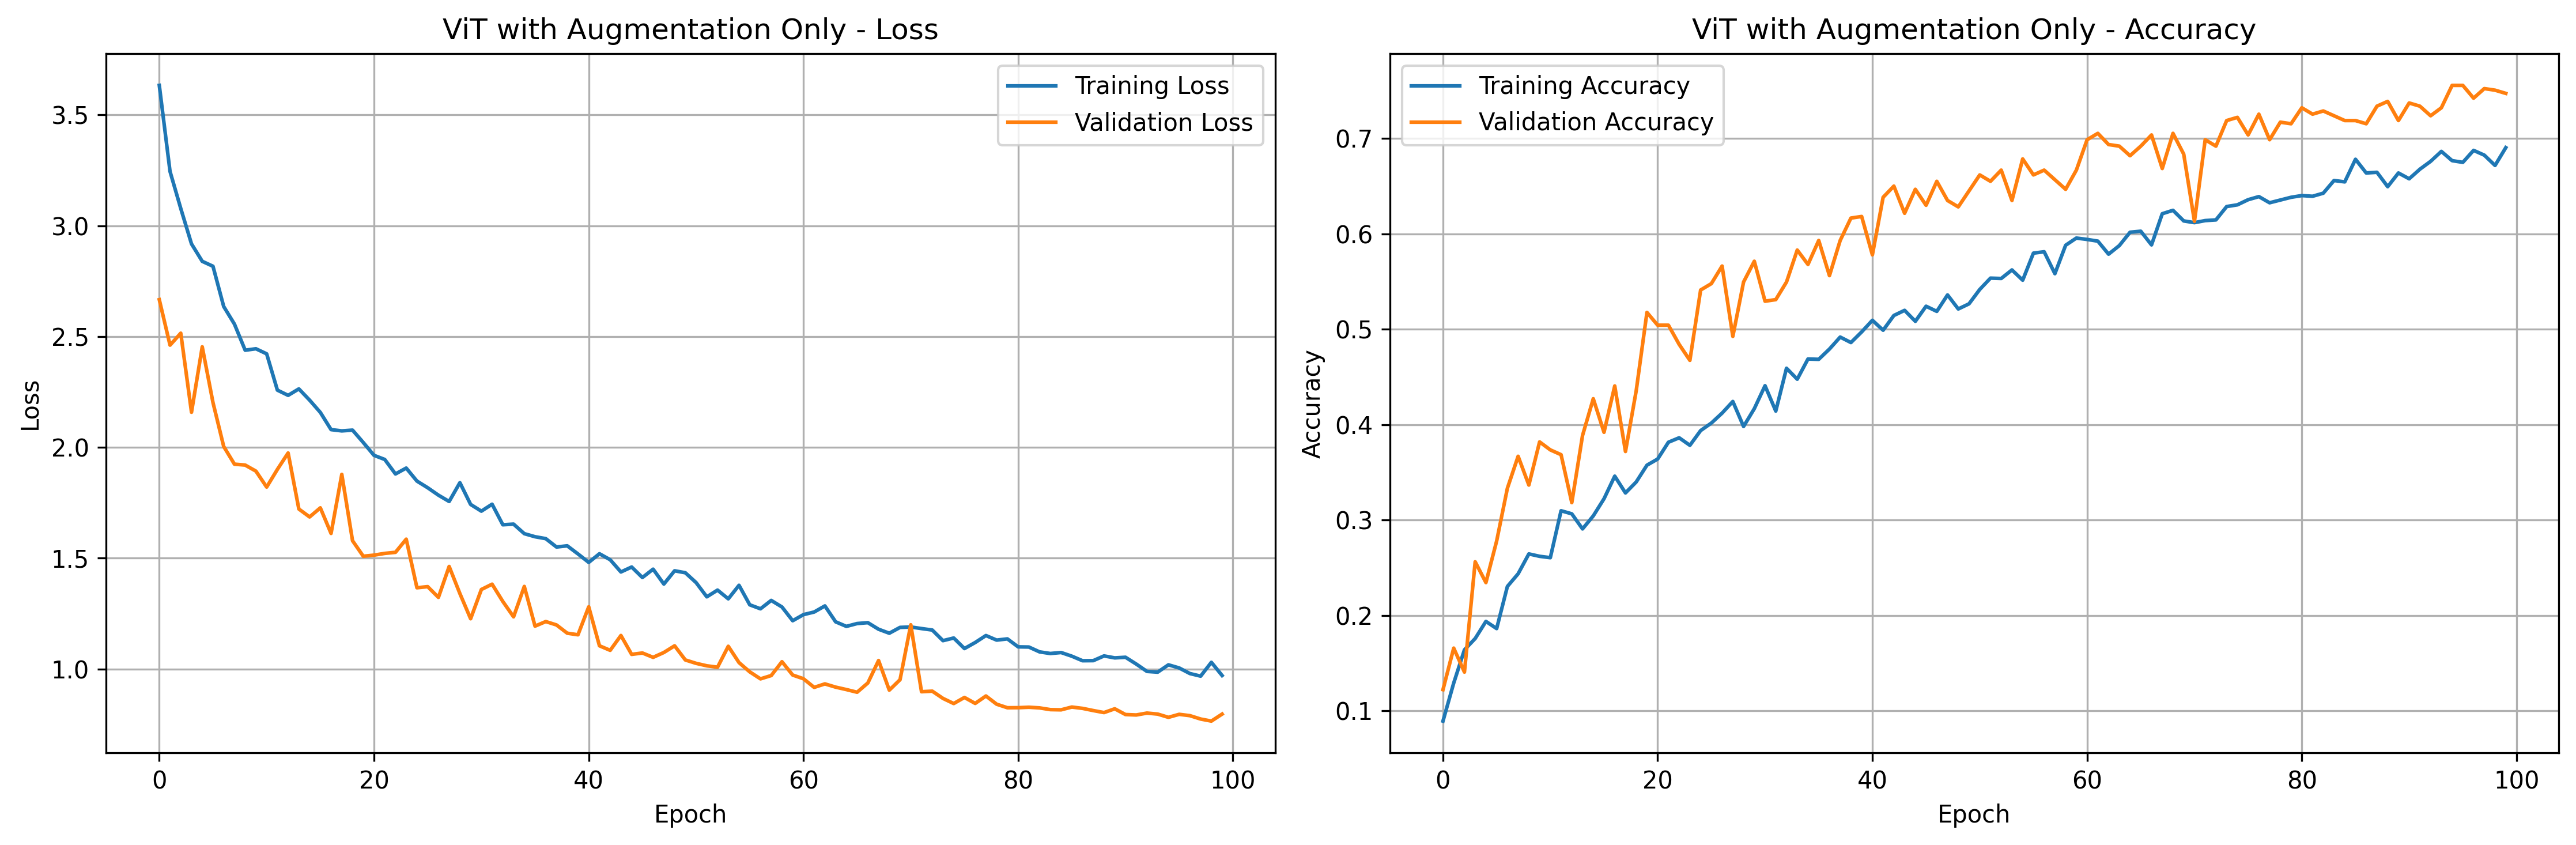 ViT with Augmentation Only - Loss
Training Loss
Validation Loss
3.5
3.0
2.5
2.0
1.5
1.0
Loss
0
20
40
60
80
100
Epoch
ViT with Augmentation Only - Accuracy
Training Accuracy
Validation Accuracy
0.7
0.6
0.5
0.4
0.3
0.2
0.1
Accuracy
0
20
40
60
80
100
Epoch